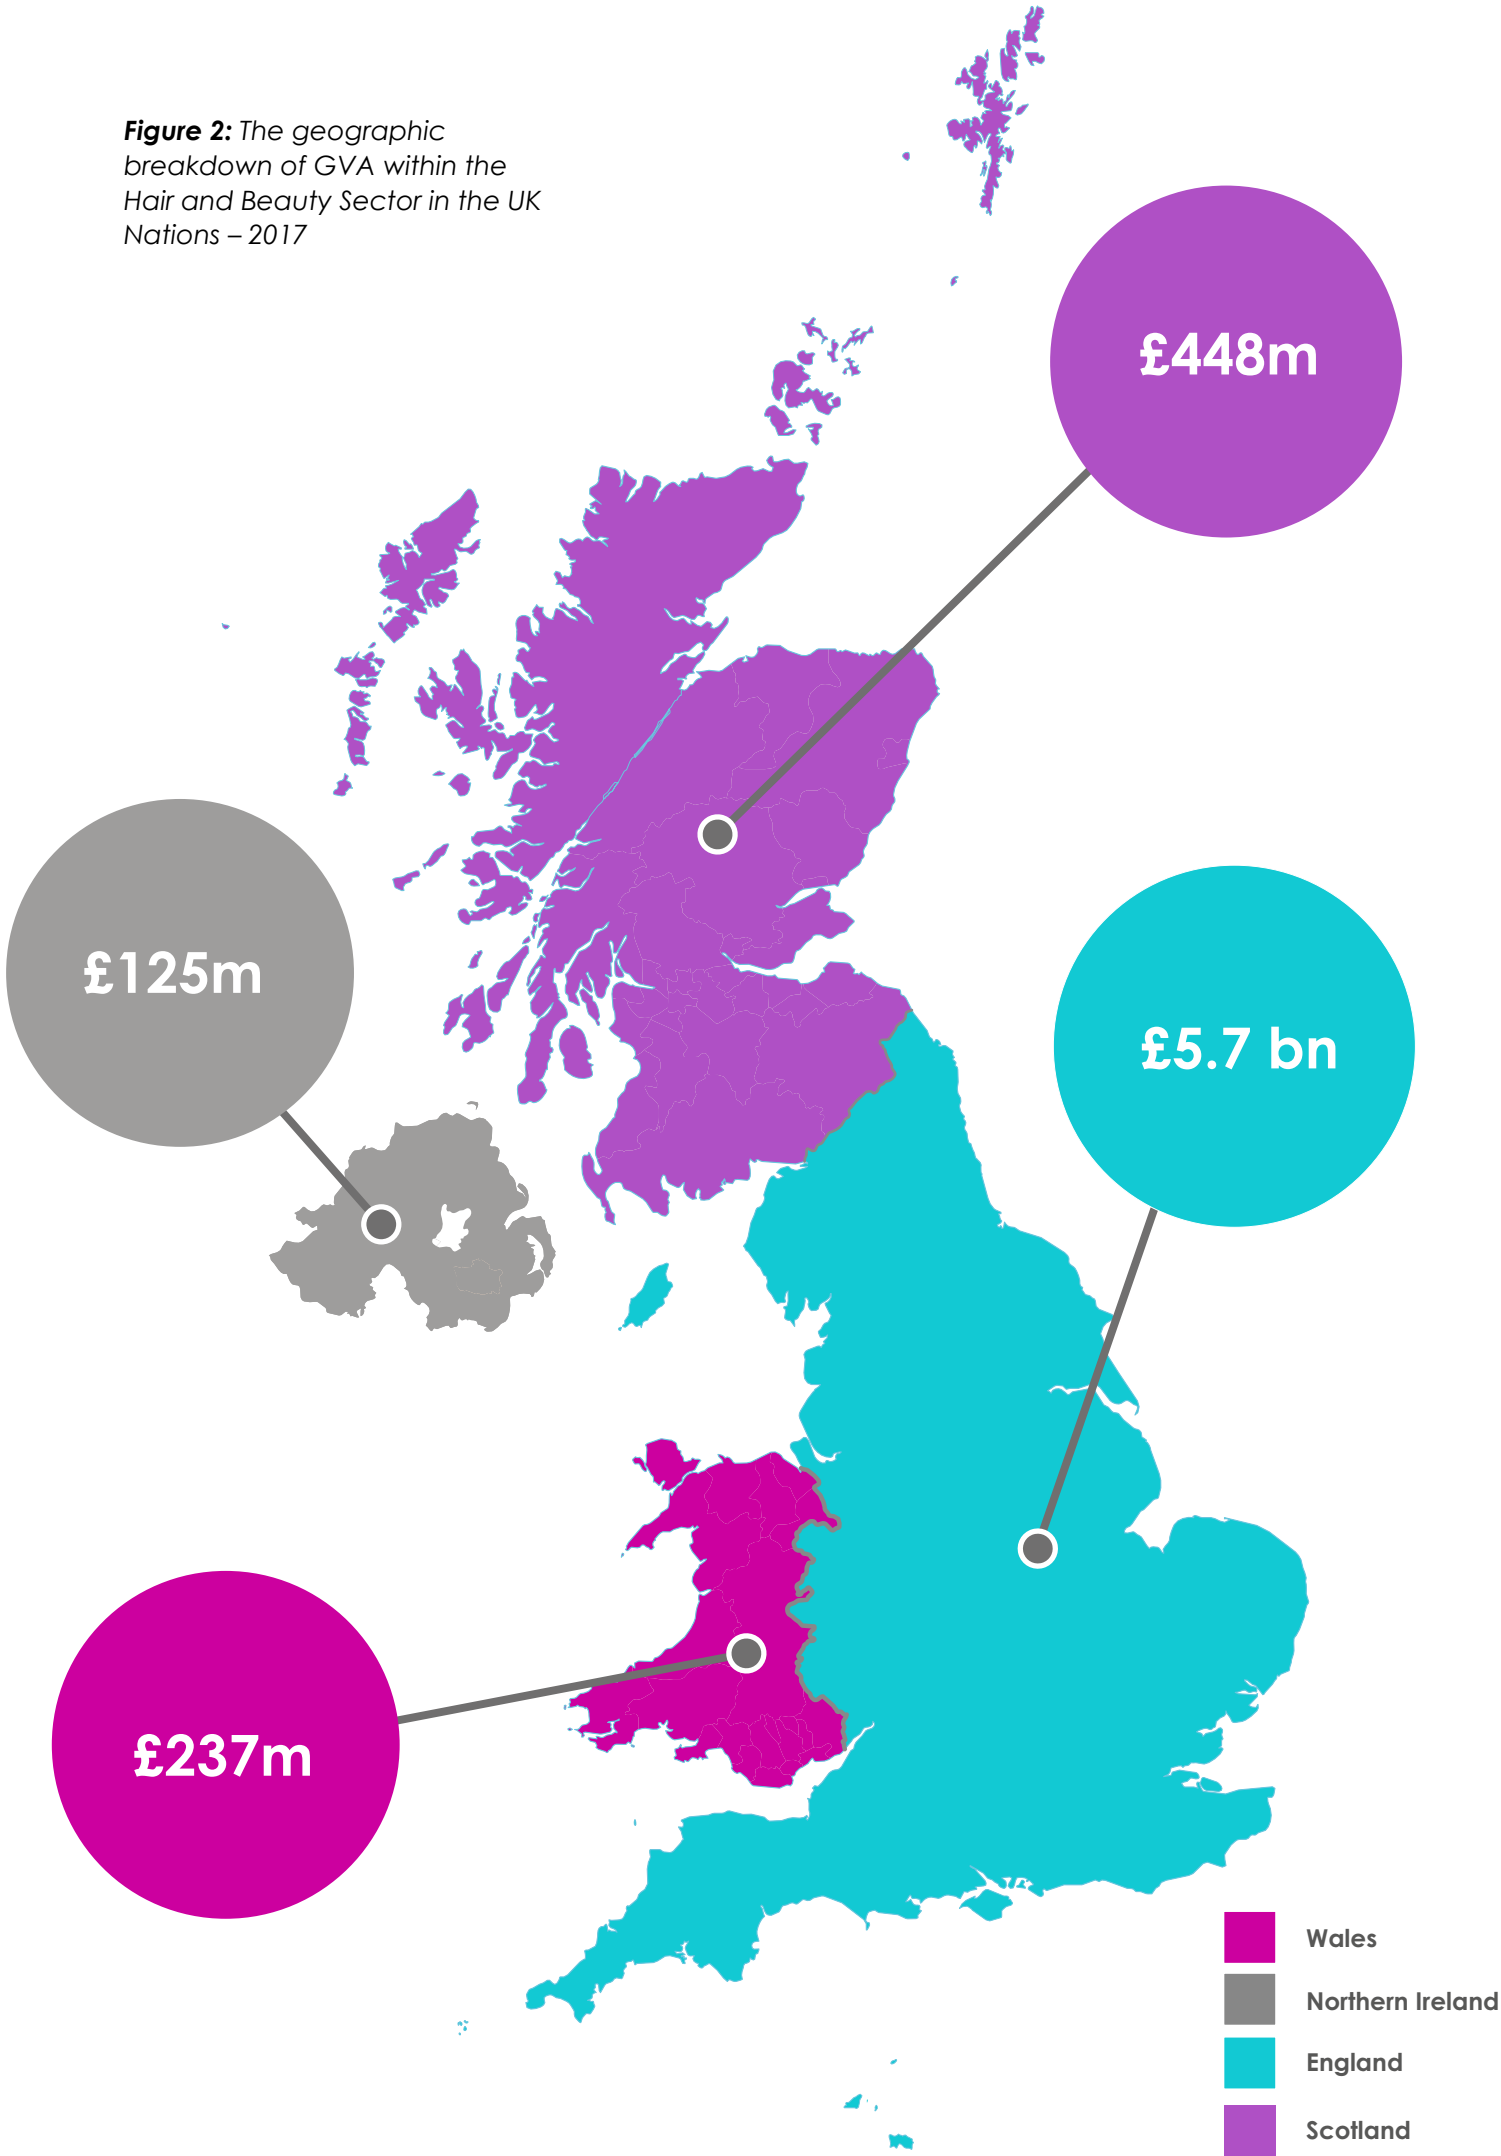 Figure 2: The geographic
breakdown of GVA within the
Hair and Beauty Sector in the UK
Nations – 2017
£448m
£125m
£5.7 bn
£237m
Wales
Northern Ireland
England
Scotland